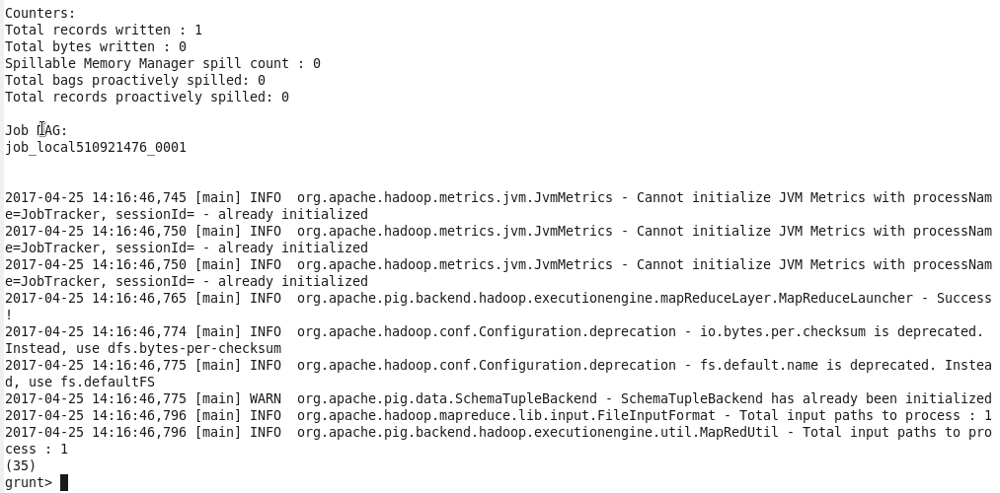 Counters:
Total records written : 1
Total bytes written : 0
Spillable Memory Manager spill count : 0
Total bags proactively spilled: 0
Total records proactively spilled: 0
Job DAG:
job_local510921476_0001
2017-04-25 14:16:46,745 [main] INFO  org.apache.hadoop.metrics.jvm.JvmMetrics - Cannot initialize JVM Metrics with processNam
e=JobTracker, sessionId= - already initialized
2017-04-25 14:16:46,750 [main] INFO  org.apache.hadoop.metrics.jvm.JvmMetrics - Cannot initialize JVM Metrics with processNam
e=JobTracker, sessionId= - already initialized
2017-04-25 14:16:46,750 [main] INFO  org.apache.hadoop.metrics.jvm.JvmMetrics - Cannot initialize JVM Metrics with processNam
e=JobTracker, sessionId= - already initialized
2017-04-25 14:16:46,765 [main] INFO  org.apache.pig.backend.hadoop.executionengine.mapReduceLayer.MapReduceLauncher - Success
!
2017-04-25 14:16:46,774 [main] INFO  org.apache.hadoop.conf.Configuration.deprecation - io.bytes.per.checksum is deprecated.
Instead, use dfs.bytes-per-checksum
2017-04-25 14:16:46,775 [main] INFO  org.apache.hadoop.conf.Configuration.deprecation - fs.default.name is deprecated. Instea
d, use fs.defaultFS
2017-04-25 14:16:46,775 [main] WARN  org.apache.pig.data.SchemaTupleBackend - SchemaTupleBackend has already been initialized
2017-04-25 14:16:46,796 [main] INFO  org.apache.hadoop.mapreduce.lib.input.FileInputFormat - Total input paths to process : 1
2017-04-25 14:16:46,796 [main] INFO  org.apache.pig.backend.hadoop.executionengine.util.MapRedUtil - Total input paths to pro
cess : 1
(35)
grunt>